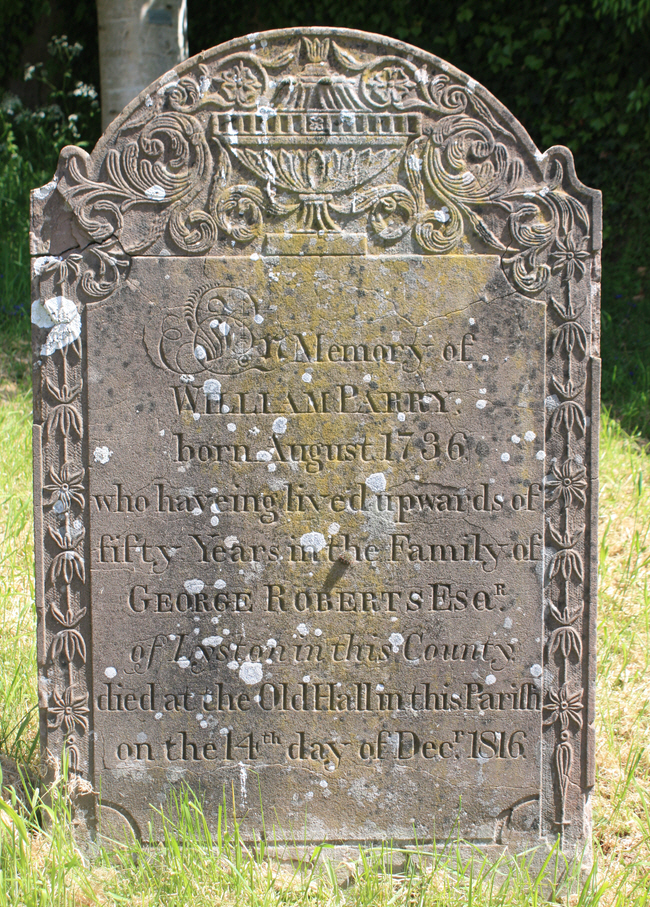 In Memory of
WILLIAM PARRY,
born August 1736
who haveing lived upwards of
fifty Years in the Family of
GEORGE ROBERTS Esqʳ.
of Lyston in this County
died at the Old Hall in this Pariſh
on the 14ᵗʰ day of Decʳ. 1816.